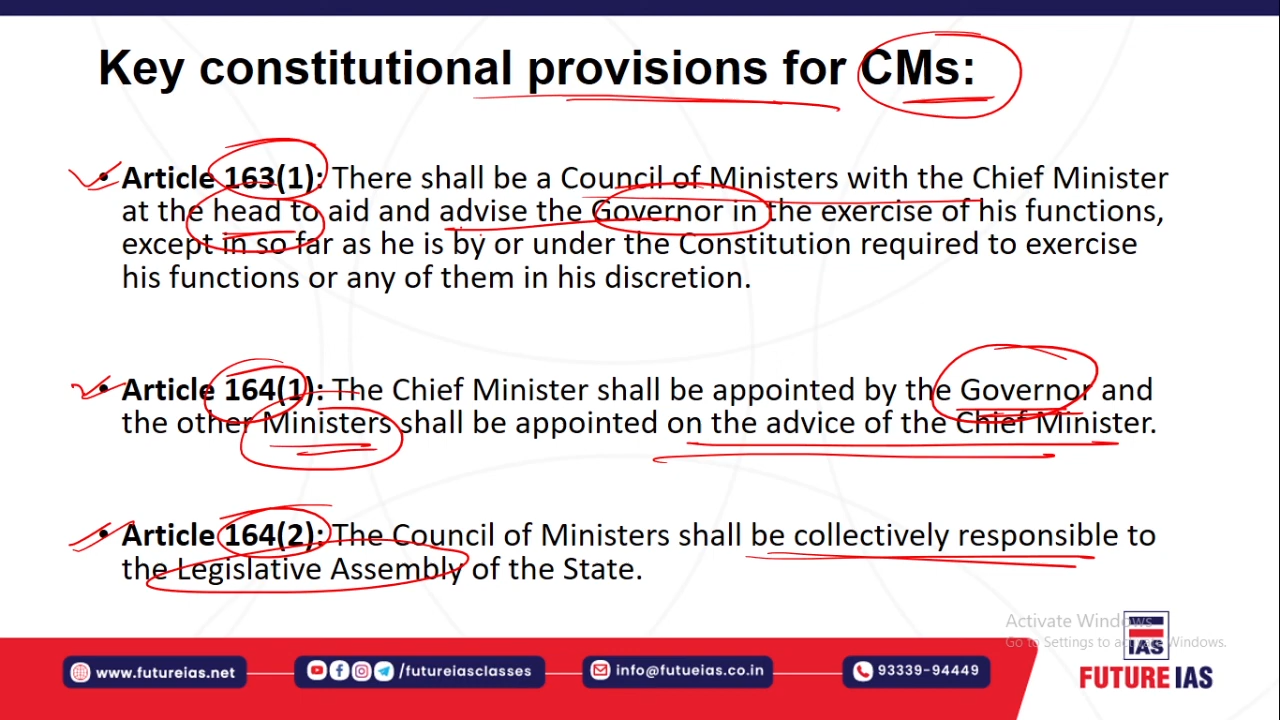 Key constitutional provisions for CMs:
• Article 163(1): There shall be a Council of Ministers with the Chief Minister
at the head to aid and advise the Governor in the exercise of his functions,
except in so far as he is by or under the Constitution required to exercise
his functions or any of them in his discretion.
• Article 164(1): The Chief Minister shall be appointed by the Governor and
the other Ministers shall be appointed on the advice of the Chief Minister.
• Article 164(2): The Council of Ministers shall be collectively responsible to
the Legislative Assembly of the State.
Activate Windows
Go to Settings to activate Windows.
IAS
www.futureias.net
/futureiasclasses
info@futueias.co.in
93339-94449
FUTURE IAS